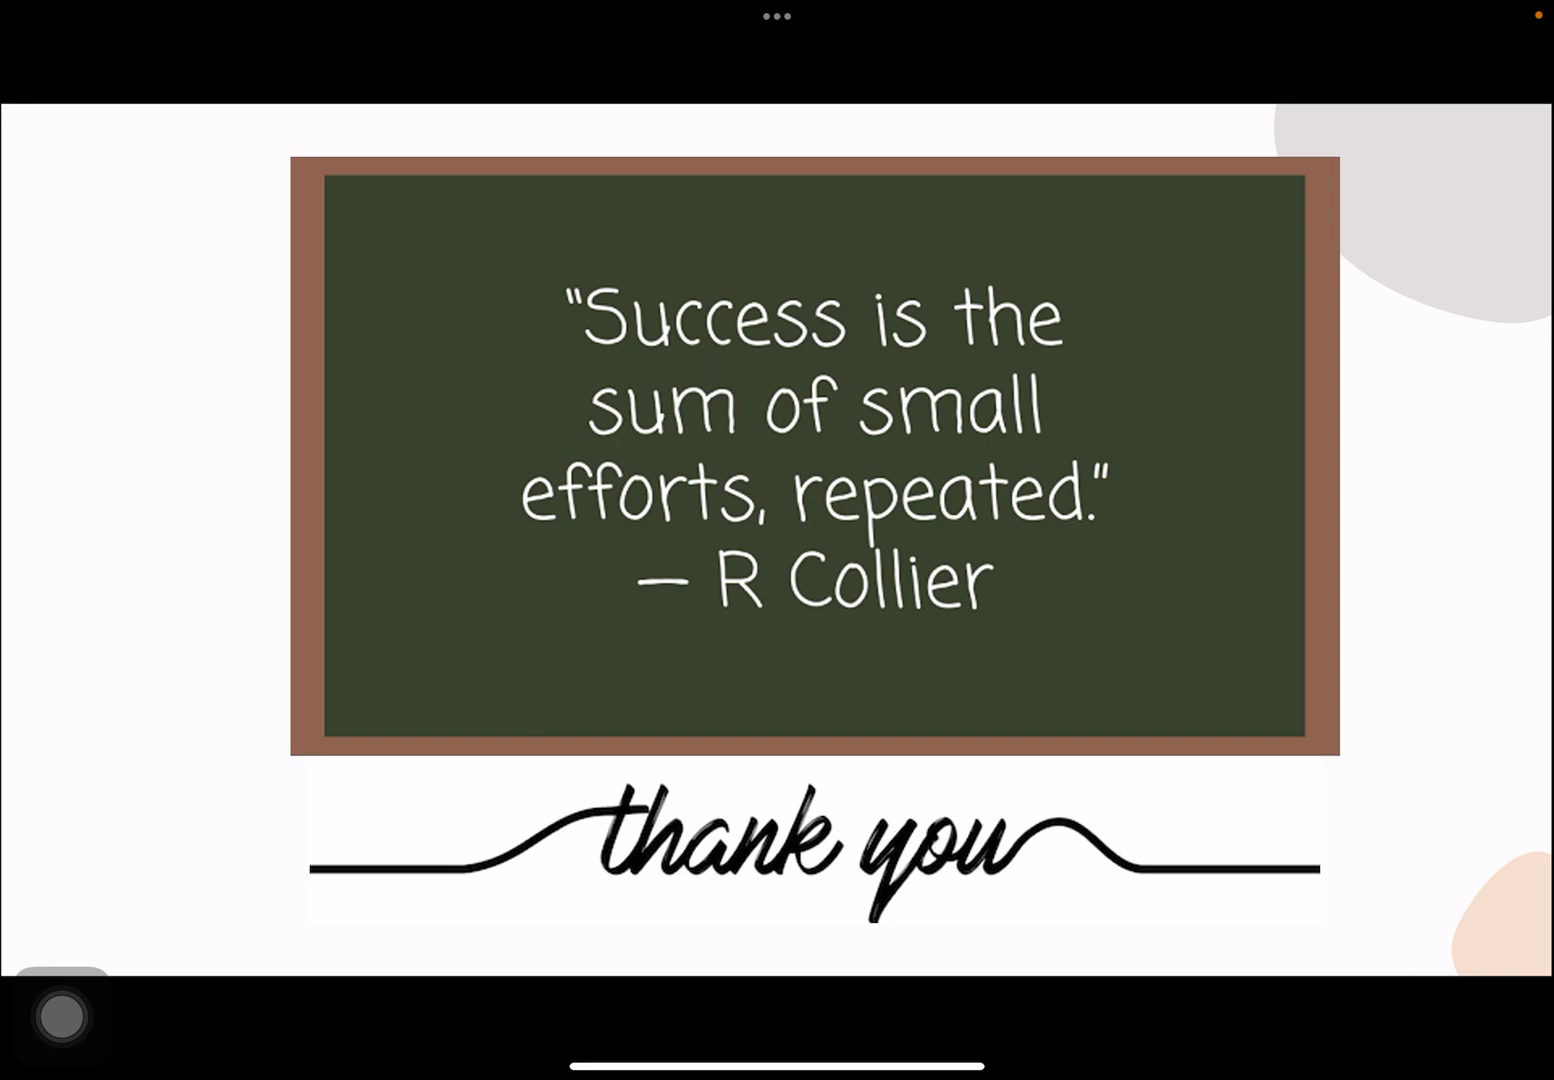 "Success is the
sum of small
efforts, repeated."
— R Collier
thank you